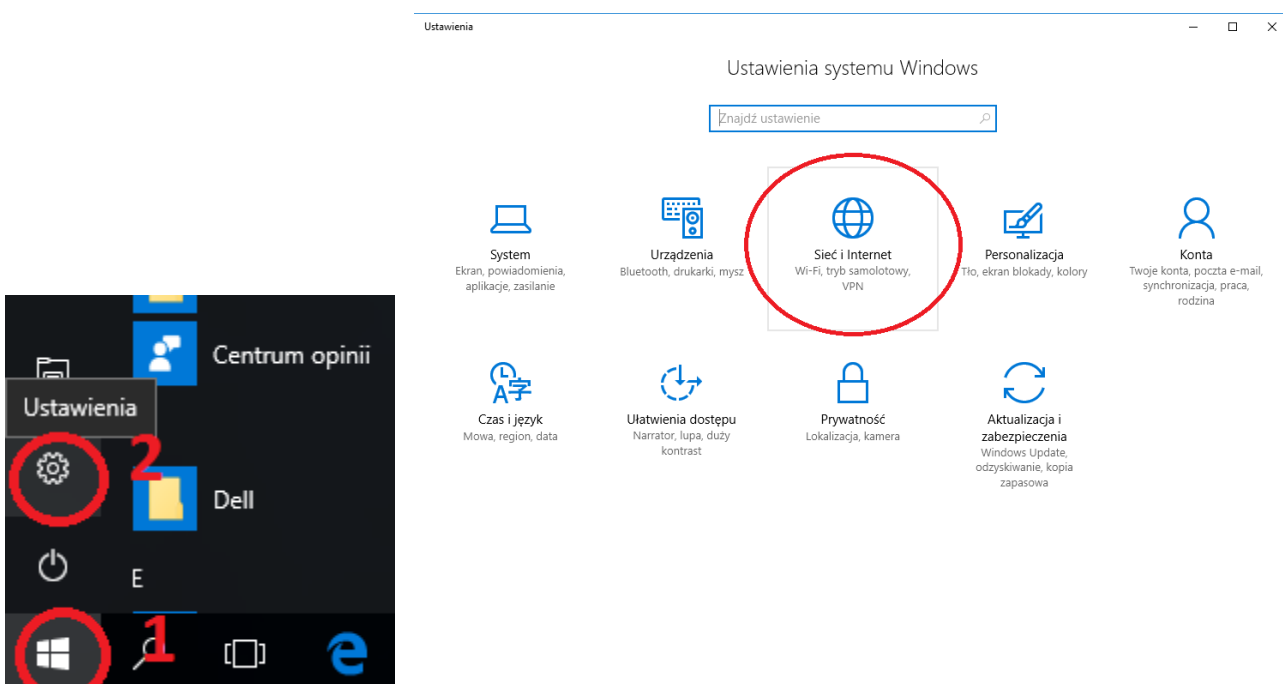 Ustawienia
Ustawienia systemu Windows
Znajdź ustawienie
System
Ekran, powiadomienia,
aplikacje, zasilanie
Urządzenia
Bluetooth, drukarki, mysz
Sieć i Internet
Wi-Fi, tryb samolotowy,
VPN
Personalizacja
Tło, ekran blokady, kolory
Konta
Twoje konta, poczta e-mail,
synchronizacja, praca,
rodzina
Czas i język
Mowa, region, data
Ułatwienia dostępu
Narrator, lupa, duży
kontrast
Prywatność
Lokalizacja, kamera
Aktualizacja i
zabezpieczenia
Windows Update,
odzyskiwanie, kopia
zapasowa
Centrum opinii
Ustawienia
2
Dell
E
1